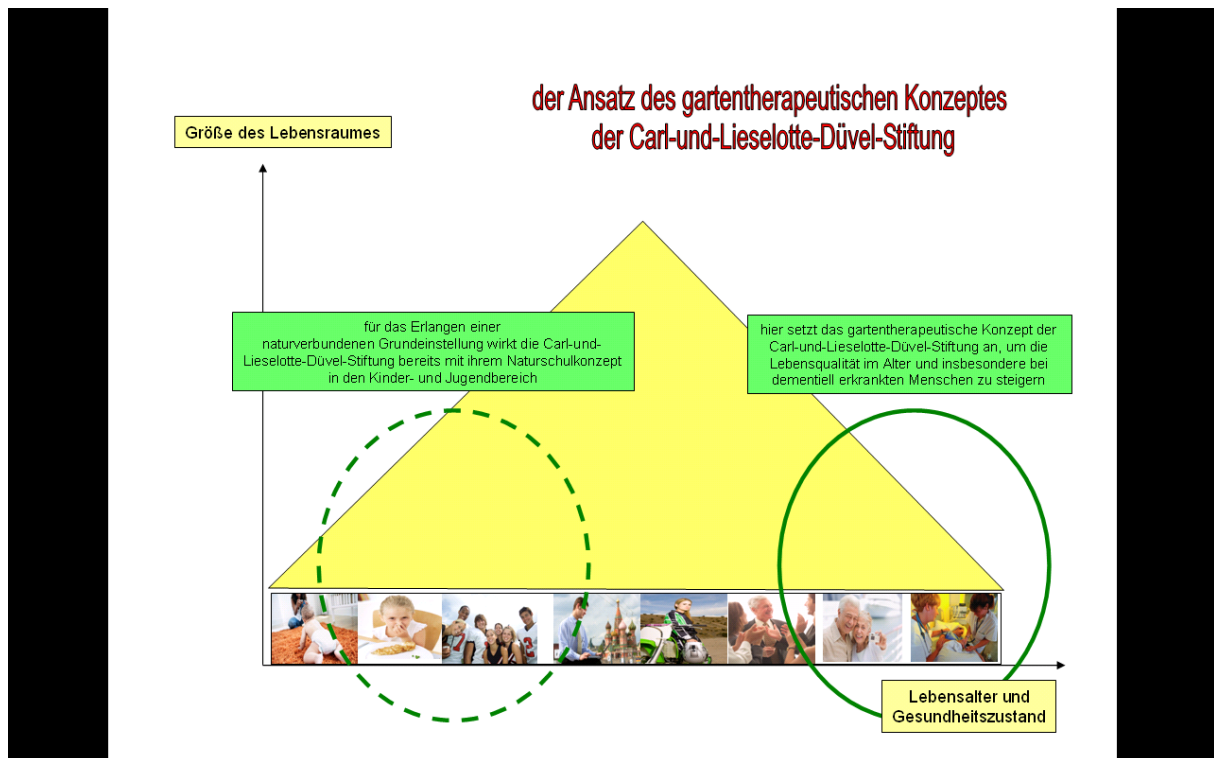 der Ansatz des gartentherapeutischen Konzeptes
der Carl-und-Lieselotte-Düvel-Stiftung
Größe des Lebensraumes
für das Erlangen einer
naturverbundenen Grundeinstellung wirkt die Carl-und-
Lieselotte-Düvel-Stiftung bereits mit ihrem Naturschulkonzept
in den Kinder- und Jugendbereich
hier setzt das gartentherapeutische Konzept der
Carl-und-Lieselotte-Düvel-Stiftung an, um die
Lebensqualität im Alter und insbesondere bei
dementiell erkrankten Menschen zu steigern
Lebensalter und
Gesundheitszustand